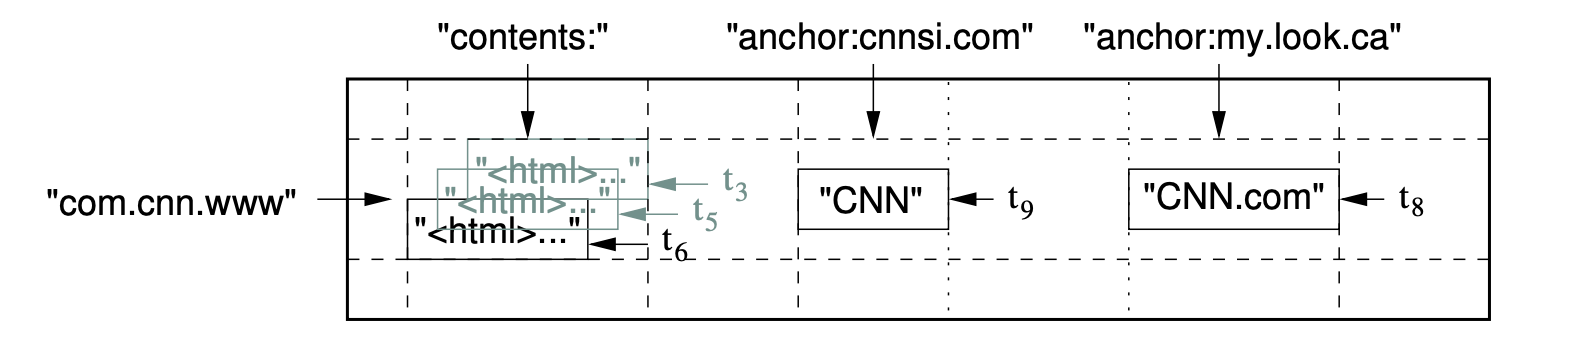 "contents:" "anchor:cnnsi.com" "anchor:my.look.ca"
"<html>..." t3
"com.cnn.www" "<html>..." t5 "CNN" t9 "CNN.com" t8
"<html>..." t6